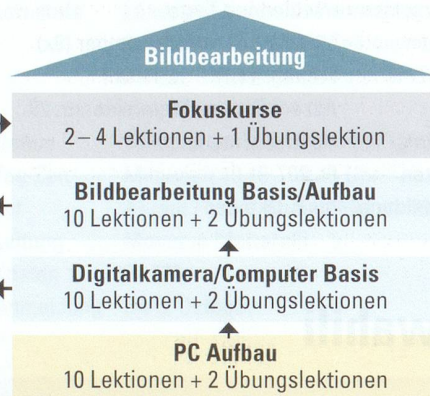 Bildbearbeitung
Fokuskurse
2 – 4 Lektionen + 1 Übungslektion
Bildbearbeitung Basis/Aufbau
10 Lektionen + 2 Übungslektionen
Digitalkamera/Computer Basis
10 Lektionen + 2 Übungslektionen
PC Aufbau
10 Lektionen + 2 Übungslektionen